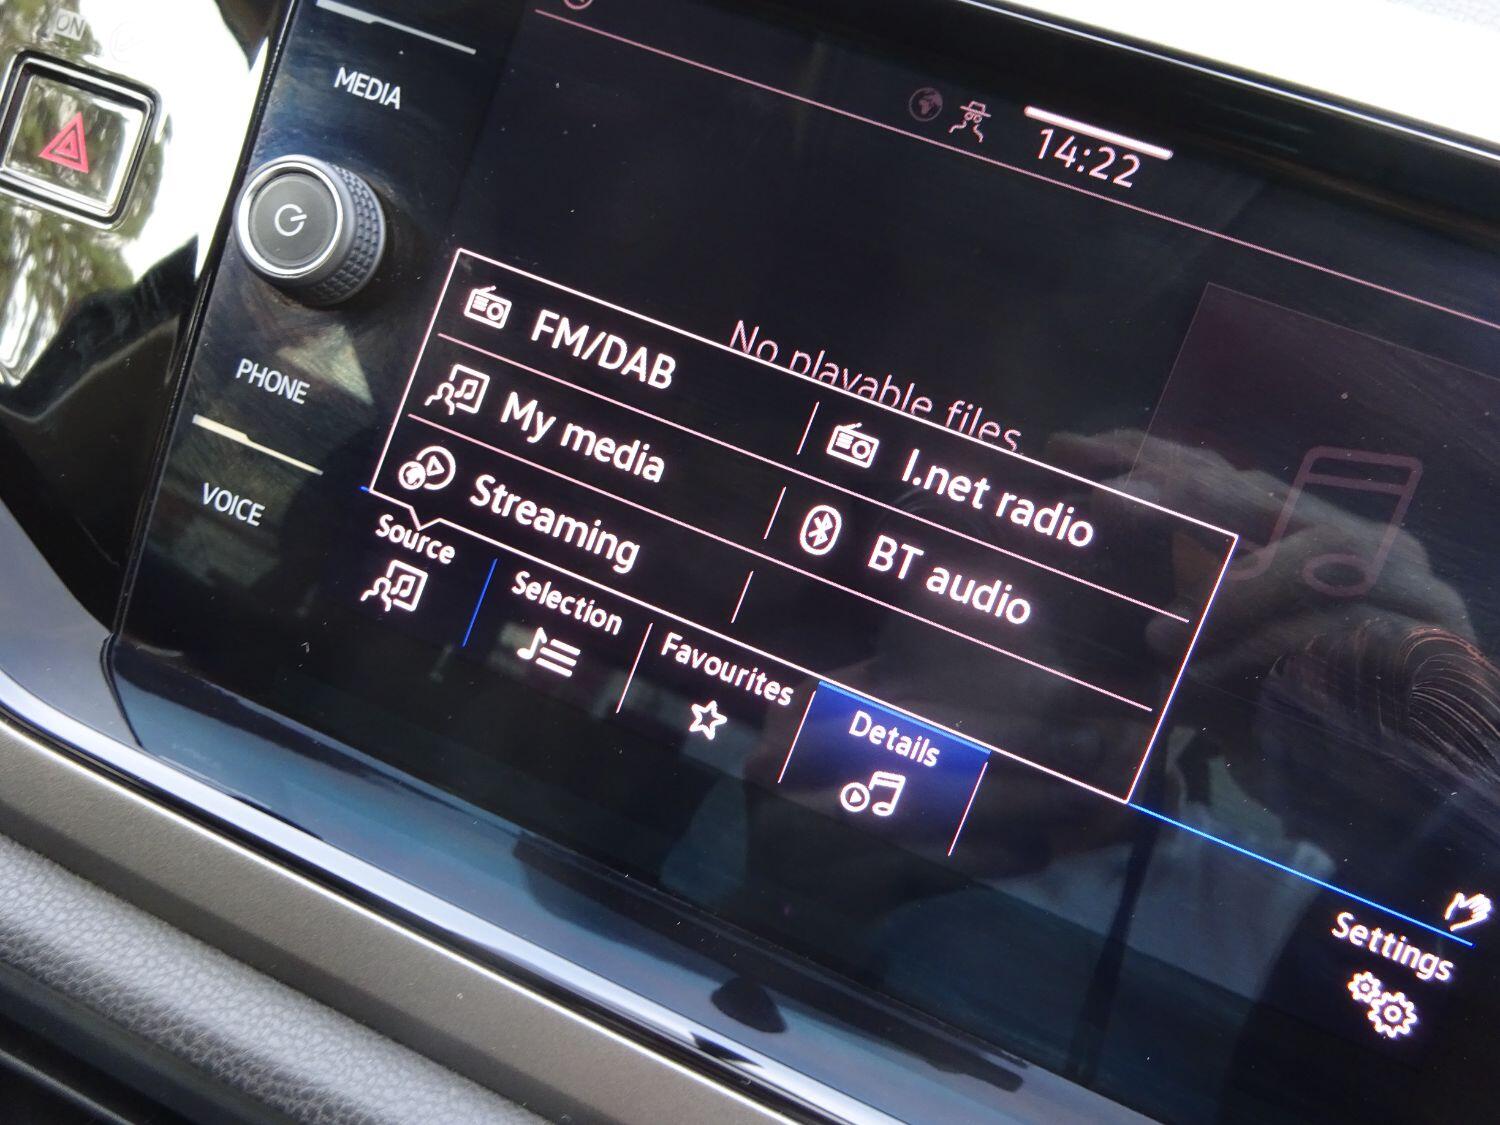 ON
MEDIA
14:22
No playable files.
FM/DAB
I.net radio
My media
BT audio
Streaming
PHONE
VOICE
Source
Selection
Favourites
Details
Settings